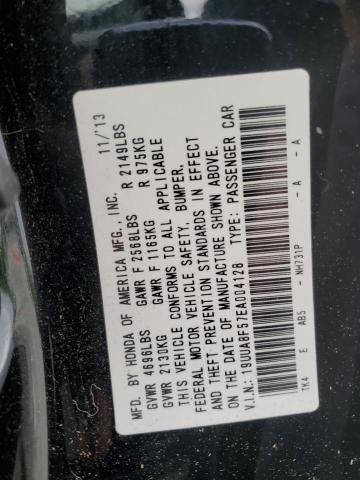 MFD. BY HONDA OF AMERICA MFG., INC. 11/'13
GVWR 4696LBS GAWR F 2568LBS R 2149LBS
GVWR 2130KG GAWR F 1165KG R 975KG
THIS VEHICLE CONFORMS TO ALL APPLICABLE
FEDERAL MOTOR VEHICLE SAFETY, BUMPER,
AND THEFT PREVENTION STANDARDS IN EFFECT
ON THE DATE OF MANUFACTURE SHOWN ABOVE.
V.I.N.: 19UUA8F57EA004128 TYPE: PASSENGER CAR
TK4 E AB5 - NH731P - A - A